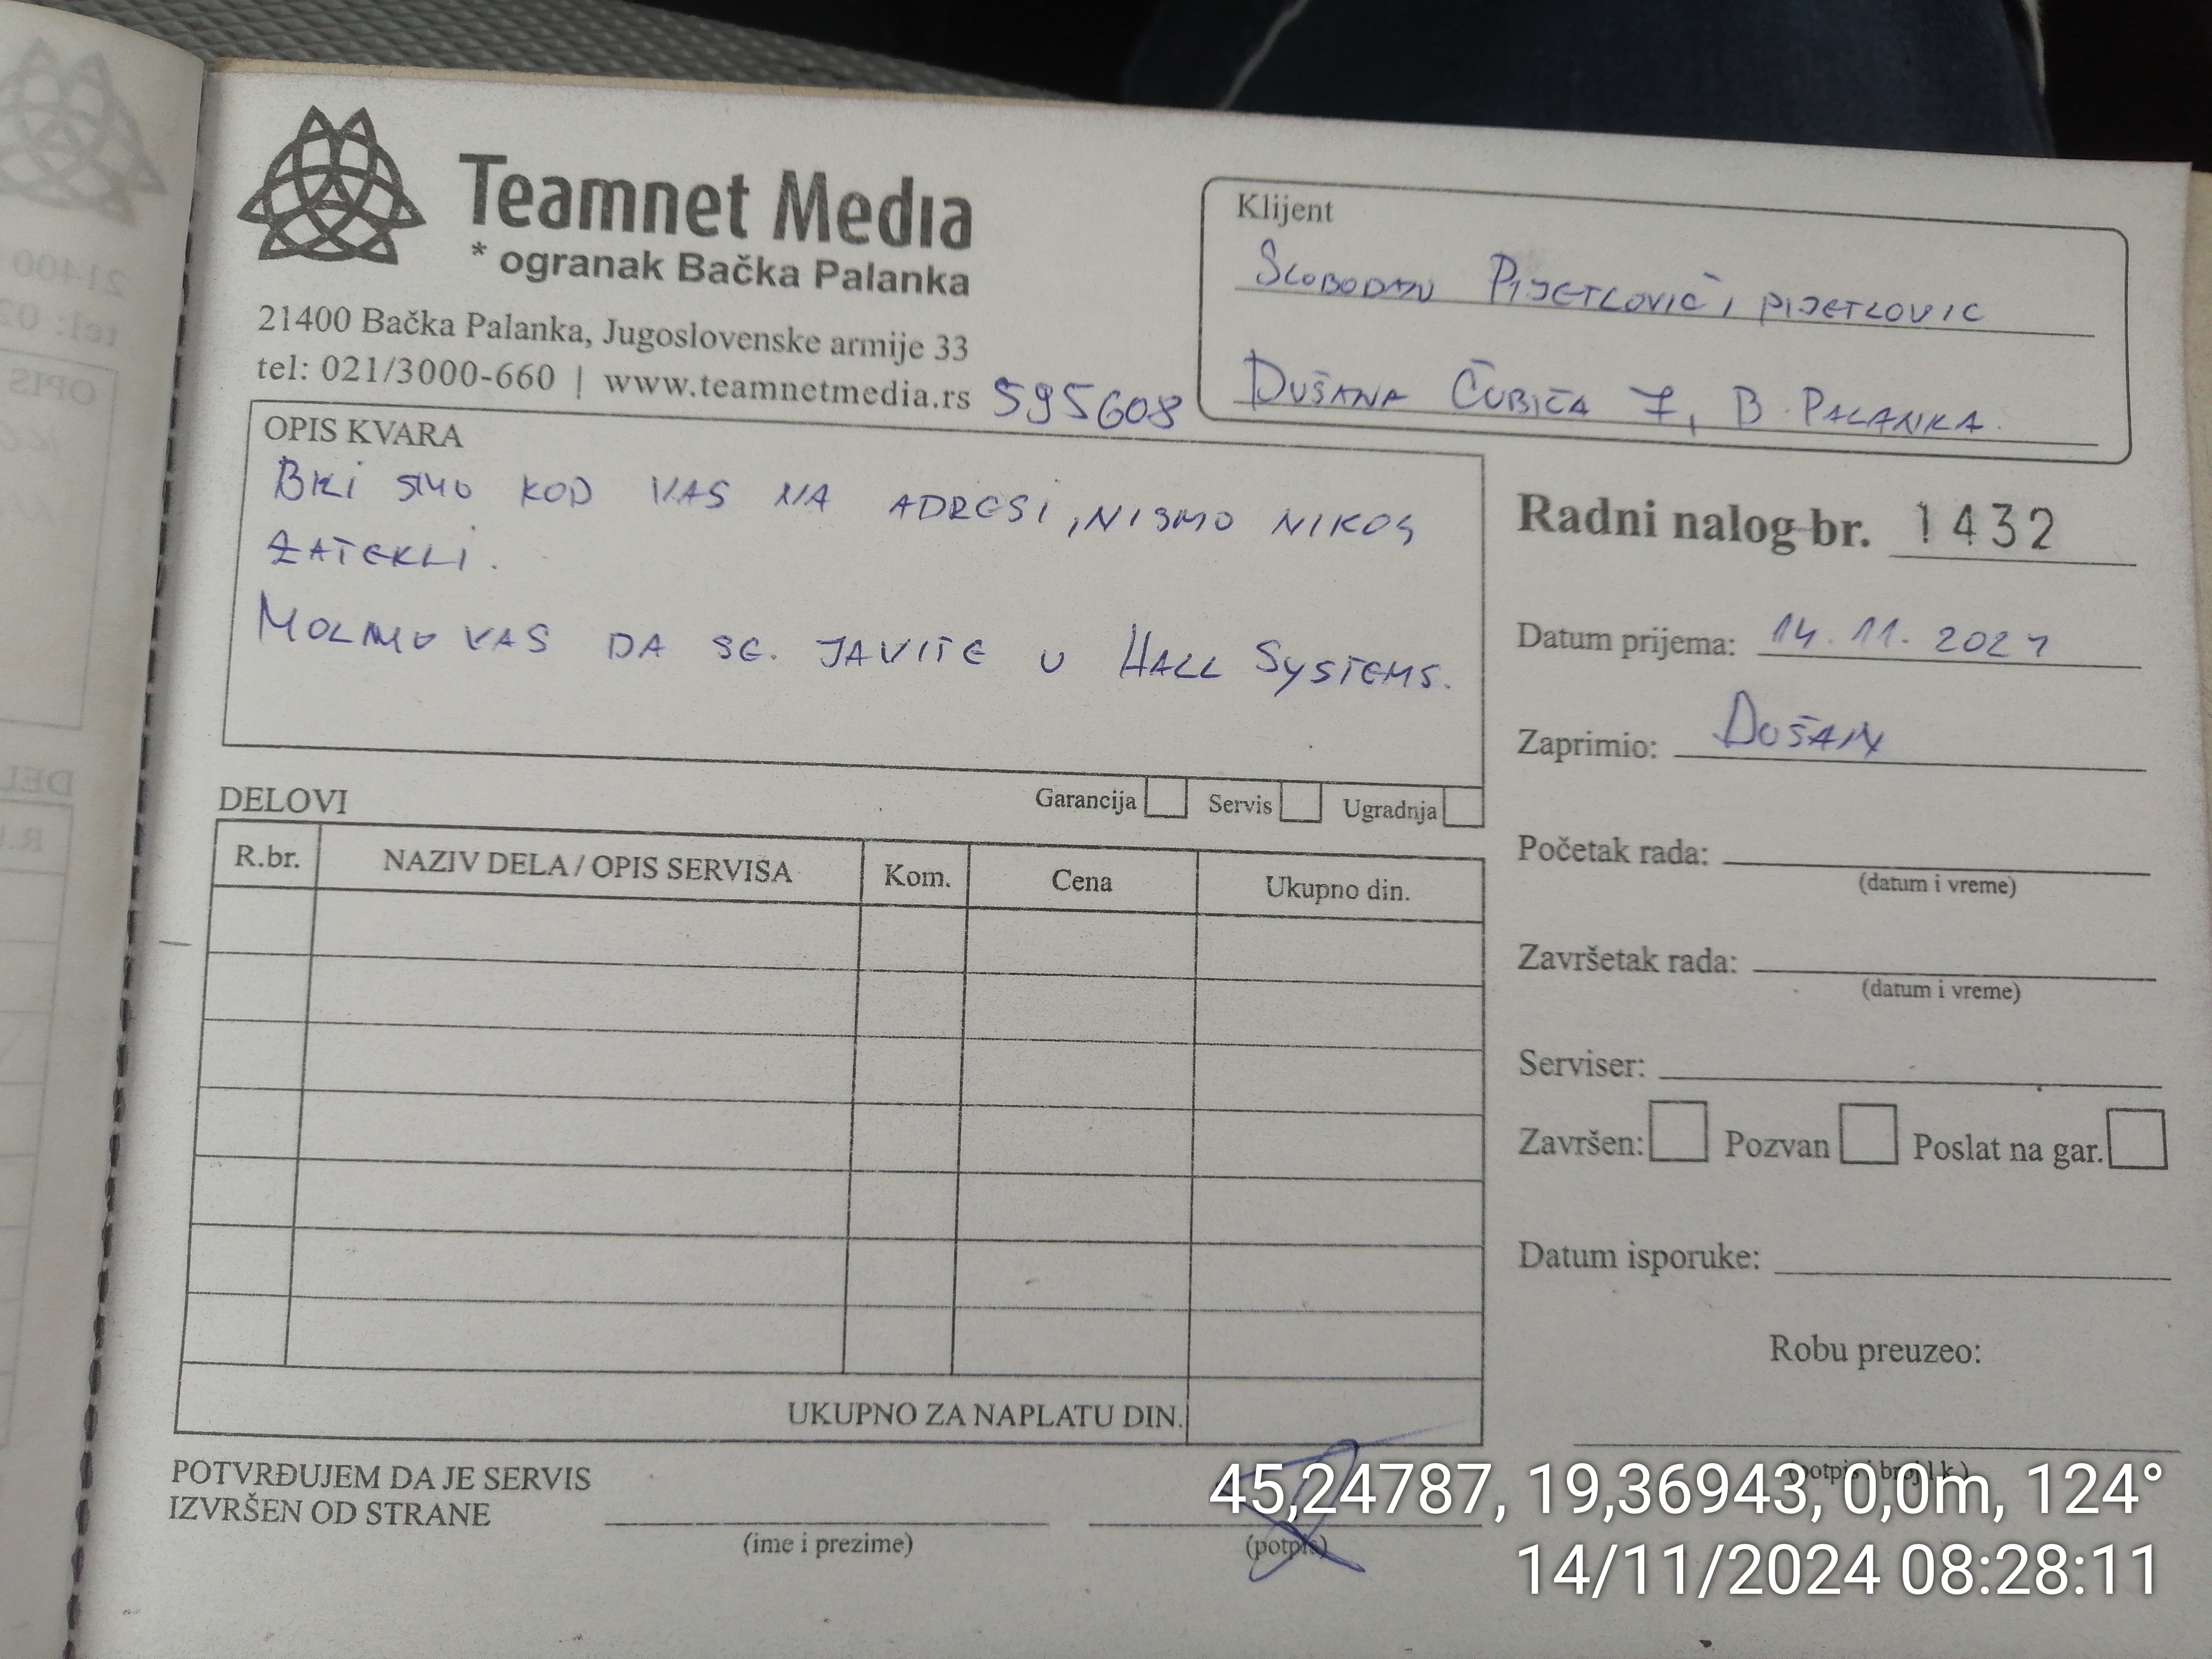 Teamnet Media
* ogranak Bačka Palanka
21400 Bačka Palanka, Jugoslovenske armije 33
tel: 021/3000-660 | www.teamnetmedia.rs 595608
Klijent
SLOBODAN PIJETLOVIĆ i PIJETLOVIC
DUŠANA ČUBIĆA 7, B. PALANKA.
OPIS KVARA
BILI SMO KOD VAS NA ADRESI, NISMO NIKOG
ZATEKLI.
MOLIMO VAS DA SE JAVITE U HALL SYSTEMS.
Garancija Servis Ugradnja
Radni nalog br. 1432
Datum prijema: 14.11.2024
Zaprimio: DUŠAN
Početak rada:
(datum i vreme)
Završetak rada:
(datum i vreme)
Serviser:
Završen: Pozvan Poslat na gar.
Datum isporuke:
Robu preuzeo:
(potpis i broj l.k.)
DELOVI
R.br. NAZIV DELA / OPIS SERVISA Kom. Cena Ukupno din.
UKUPNO ZA NAPLATU DIN.
POTVRĐUJEM DA JE SERVIS
IZVRŠEN OD STRANE
(ime i prezime) (potpis)
45,24787, 19,36943, 0,0m, 124°
14/11/2024 08:28:11